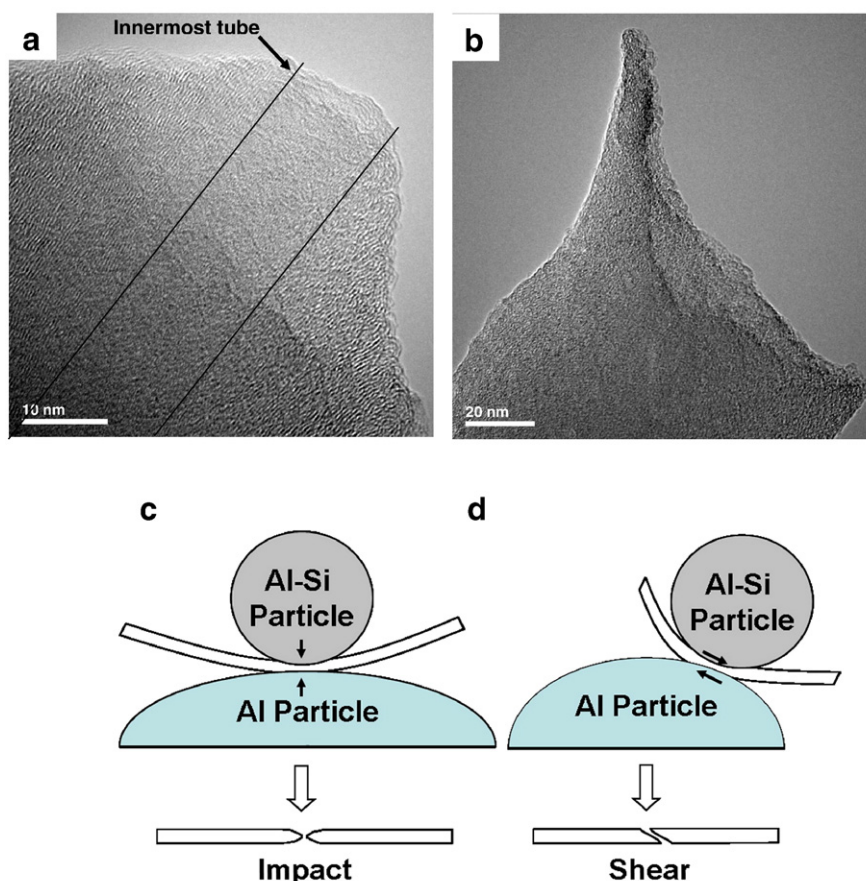 a
Innermost tube
10 nm
b
20 nm
c
Al-Si
Particle
Al Particle
Impact
d
Al-Si
Particle
Al Particle
Shear